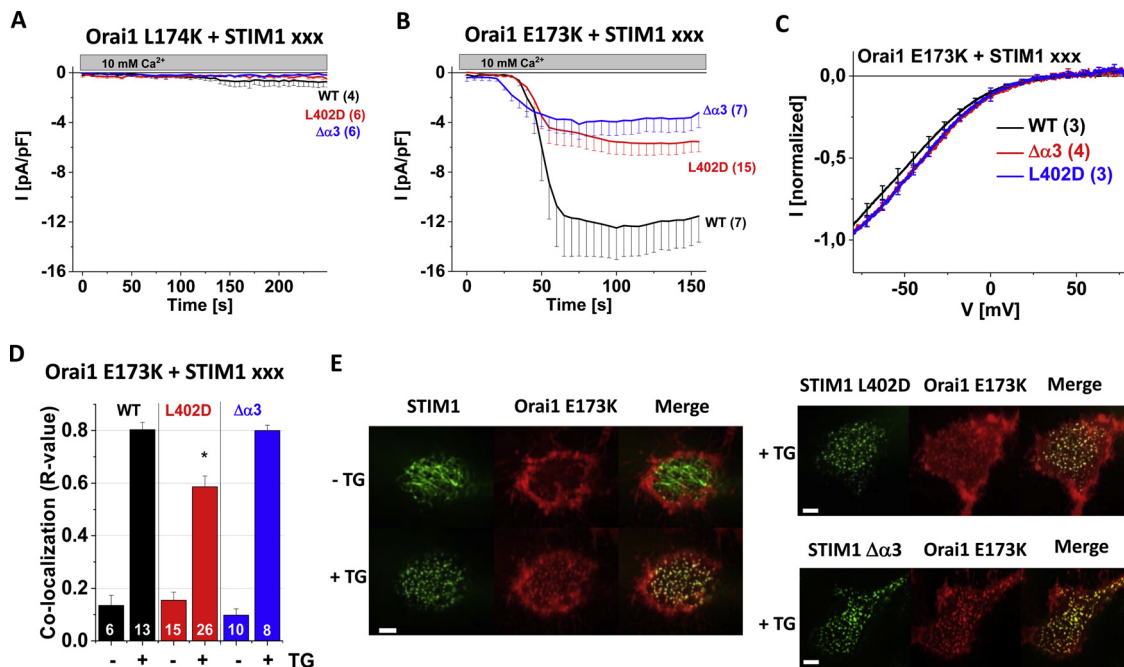 A
Orai1 L174K + STIM1 xxx
10 mM Ca²⁺
0
-4
-8
-12
-16
I [pA/pF]
WT (4)
L402D (6)
Δα3 (6)
0 50 100 150 200
Time [s]
B
Orai1 E173K + STIM1 xxx
10 mM Ca²⁺
0
-4
-8
-12
-16
I [pA/pF]
Δα3 (7)
L402D (15)
WT (7)
0 50 100 150
Time [s]
C
Orai1 E173K + STIM1 xxx
0,0
-0,5
-1,0
I [normalized]
WT (3)
Δα3 (4)
L402D (3)
-50 0 50
V [mV]
D
Orai1 E173K + STIM1 xxx
WT L402D Δα3
0.8
0.6
0.4
0.2
0.0
Co-localization (R-value)
*
6 13 15 26 10 8
- + - + - + TG
E
STIM1 Orai1 E173K Merge
- TG
+ TG
STIM1 L402D Orai1 E173K Merge
+ TG
STIM1 Δα3 Orai1 E173K Merge
+ TG